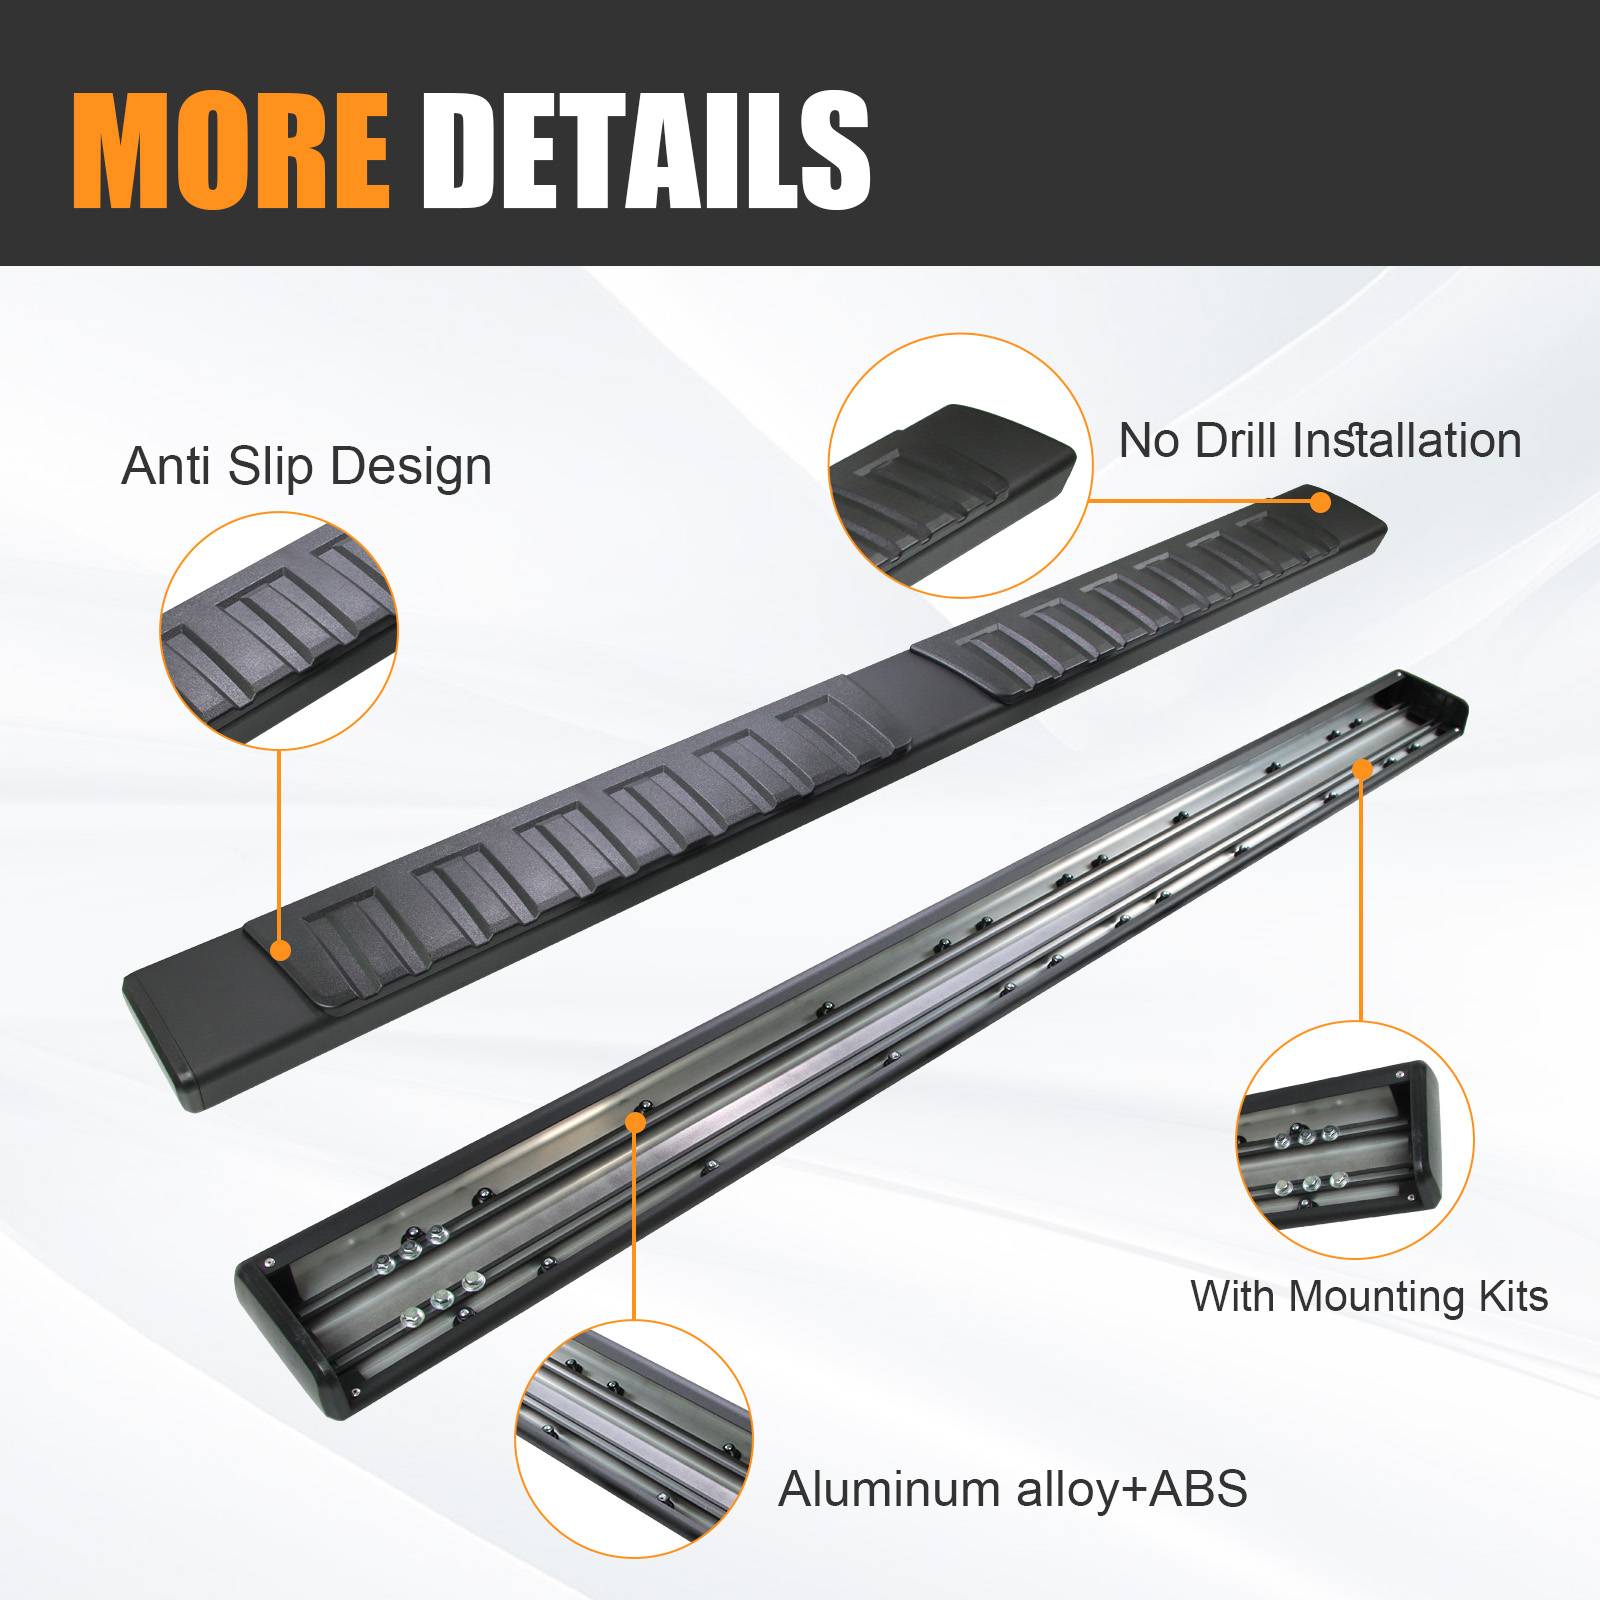 MORE DETAILS
No Drill Installation
Anti Slip Design
With Mounting Kits
Aluminum alloy+ABS